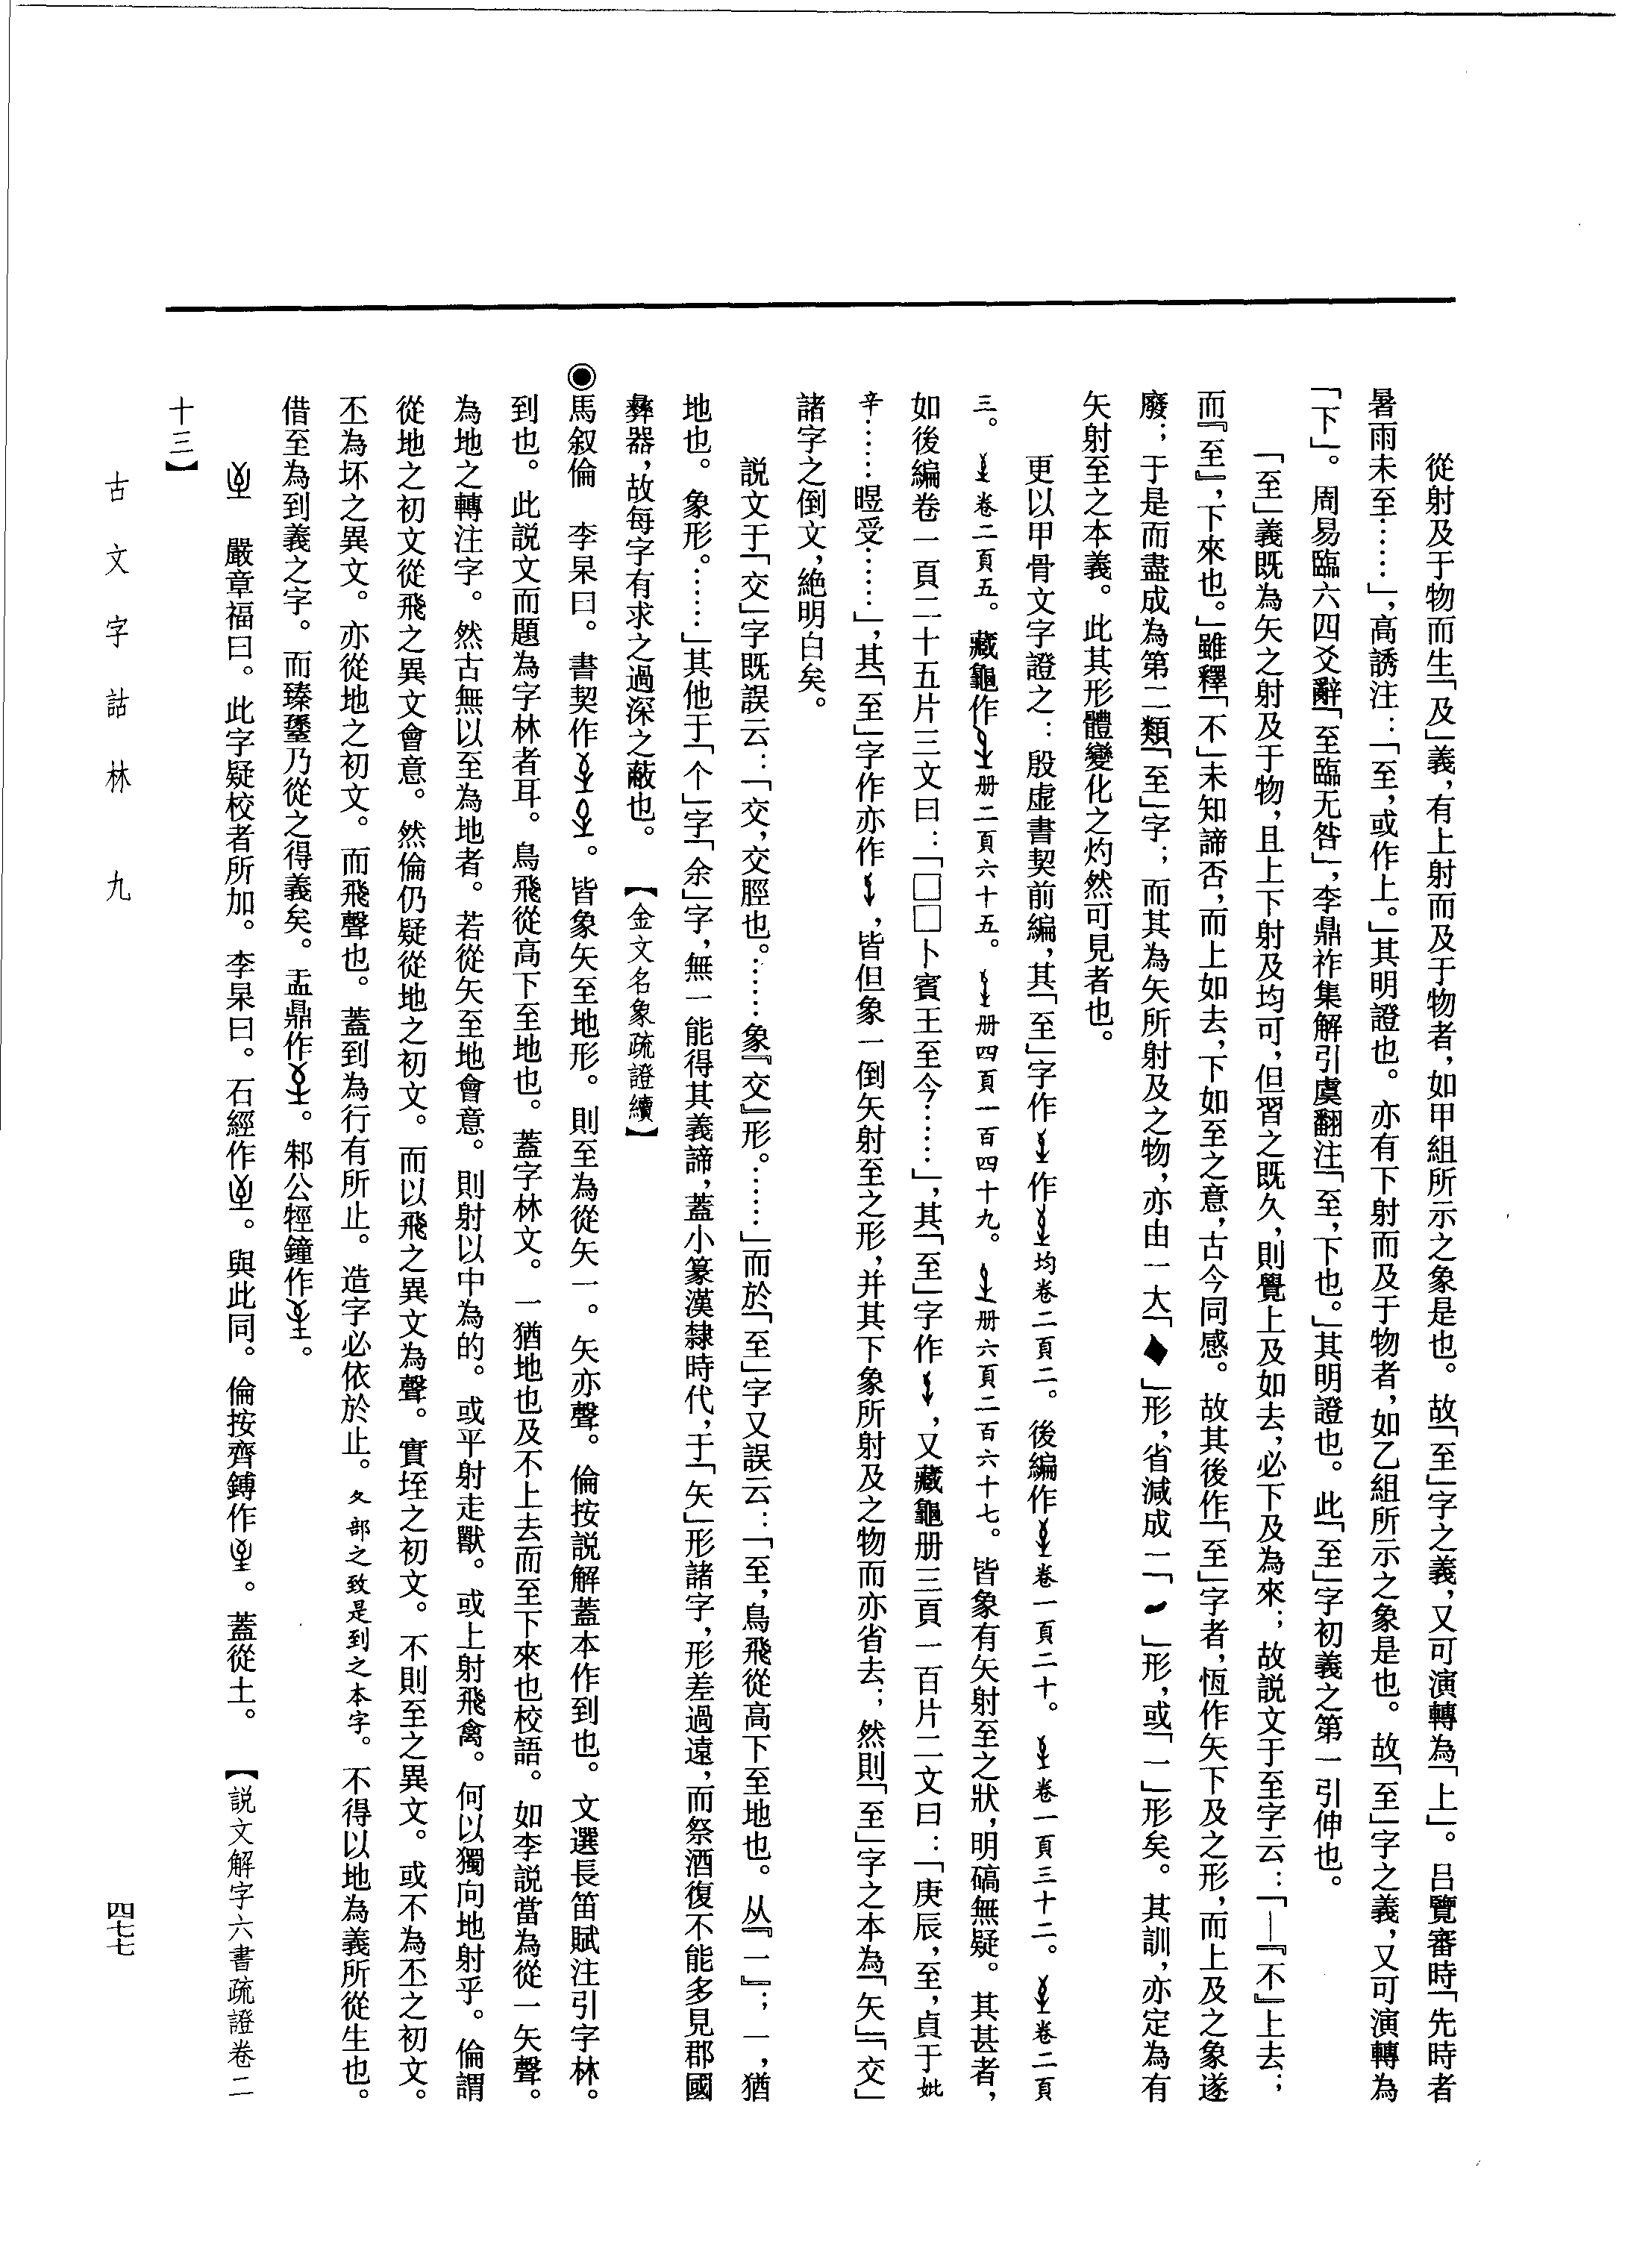 從射及于物而生「及」義，有上射而及于物者，如甲組所示之象是也。故「至」字之義，又可演轉為「上」。呂覽審時「先時者
暑雨未至……」，高誘注：「至，或作上。」其明證也。亦有下射而及于物者，如乙組所示之象是也。故「至」字之義，又可演轉為
「下」。周易臨六四爻辭「至臨无咎」，李鼎祚集解引虞翻注「至，下也。」其明證也。此「至」字初義之第一引伸也。
「至」義既為矢之射及于物，且上下射及均可，但習之既久，則覺上及如去，必下及為來；故説文于至字云：「—『不』上去；
而『至』，下來也。」雖釋「不」未知諦否，而上如去，下如至之意，古今同感。故其後作「至」字者，恆作矢下及之形，而上及之象遂
廢；于是而盡成為第二類「至」字；而其為矢所射及之物，亦由一大「◆」形，省減成二「」形，或「一」形矣。其訓，亦定為有
矢射至之本義。此其形體變化之灼然可見者也。
更以甲骨文字證之：殷虛書契前編，其「至」字作作均卷二頁二。後編作卷一頁二十。卷一頁三十二。卷二頁
三。卷二頁五。藏龜作册二頁六十五。册四頁一百四十九。册六頁二百六十七。皆象有矢射至之狀，明碻無疑。其甚者，
如後編卷一頁二十五片三文曰：「□□卜賓王至今……」，其「至」字作，又藏龜册三頁一百片二文曰：「庚辰，至，貞于妣
辛……㫰受……」，其「至」字作亦作，皆但象一倒矢射至之形，并其下象所射及之物而亦省去；然則「至」字之本為「矢」「交」
諸字之倒文，絶明白矣。
説文于「交」字既誤云：「交，交脛也。……象『交』形。……」而於「至」字又誤云：「至，鳥飛從高下至地也。从『一』；一，猶
地也。象形。……」其他于「个」字「余」字，無一能得其義諦，蓋小篆漢隸時代，于「矢」形諸字，形差過遠，而祭酒復不能多見郡國
彝器，故每字有求之過深之蔽也。【金文名象疏證續】
◉馬叙倫　李杲曰。書契作。皆象矢至地形。則至為從矢一。矢亦聲。倫按説解蓋本作到也。文選長笛賦注引字林。
到也。此説文而題為字林者耳。鳥飛從高下至地也。蓋字林文。一猶地也及不上去而至下來也校語。如李説當為從一矢聲。
為地之轉注字。然古無以至為地者。若從矢至地會意。則射以中為的。或平射走獸。或上射飛禽。何以獨向地射乎。倫謂
從地之初文從飛之異文會意。然倫仍疑從地之初文。而以飛之異文為聲。實垤之初文。不則至之異文。或不為丕之初文。
丕為坏之異文。亦從地之初文。而飛聲也。蓋到為行有所止。造字必依於止。夊部之致是到之本字。不得以地為義所從生也。
借至為到義之字。而臻臸乃從之得義矣。盂鼎作。邾公牼鐘作。
嚴章福曰。此字疑校者所加。李杲曰。石經作。與此同。倫按齊鎛作。蓋從土。【説文解字六書疏證卷二
十三】
古文字詁林　九
四七七